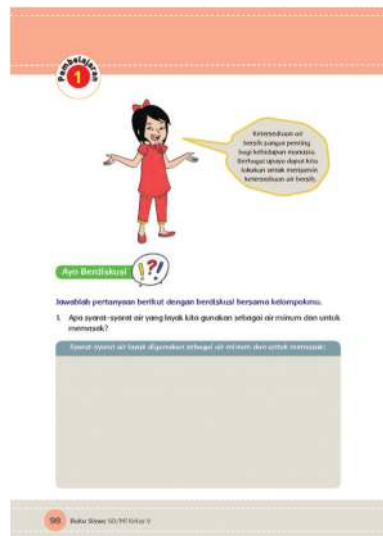 Pembelajaran
1
Ketersediaan air
bersih sangat penting
bagi kehidupan manusia.
Berbagai upaya dapat kita
lakukan untuk menjamin
ketersediaan air bersih.
Ayo Berdiskusi
Jawablah pertanyaan berikut dengan berdiskusi bersama kelompokmu.
1. Apa syarat-syarat air yang layak kita gunakan sebagai air minum dan untuk
memasak?
Syarat-syarat air layak digunakan sebagai air minum dan untuk memasak:
98 Buku Siswa SD/MI Kelas V